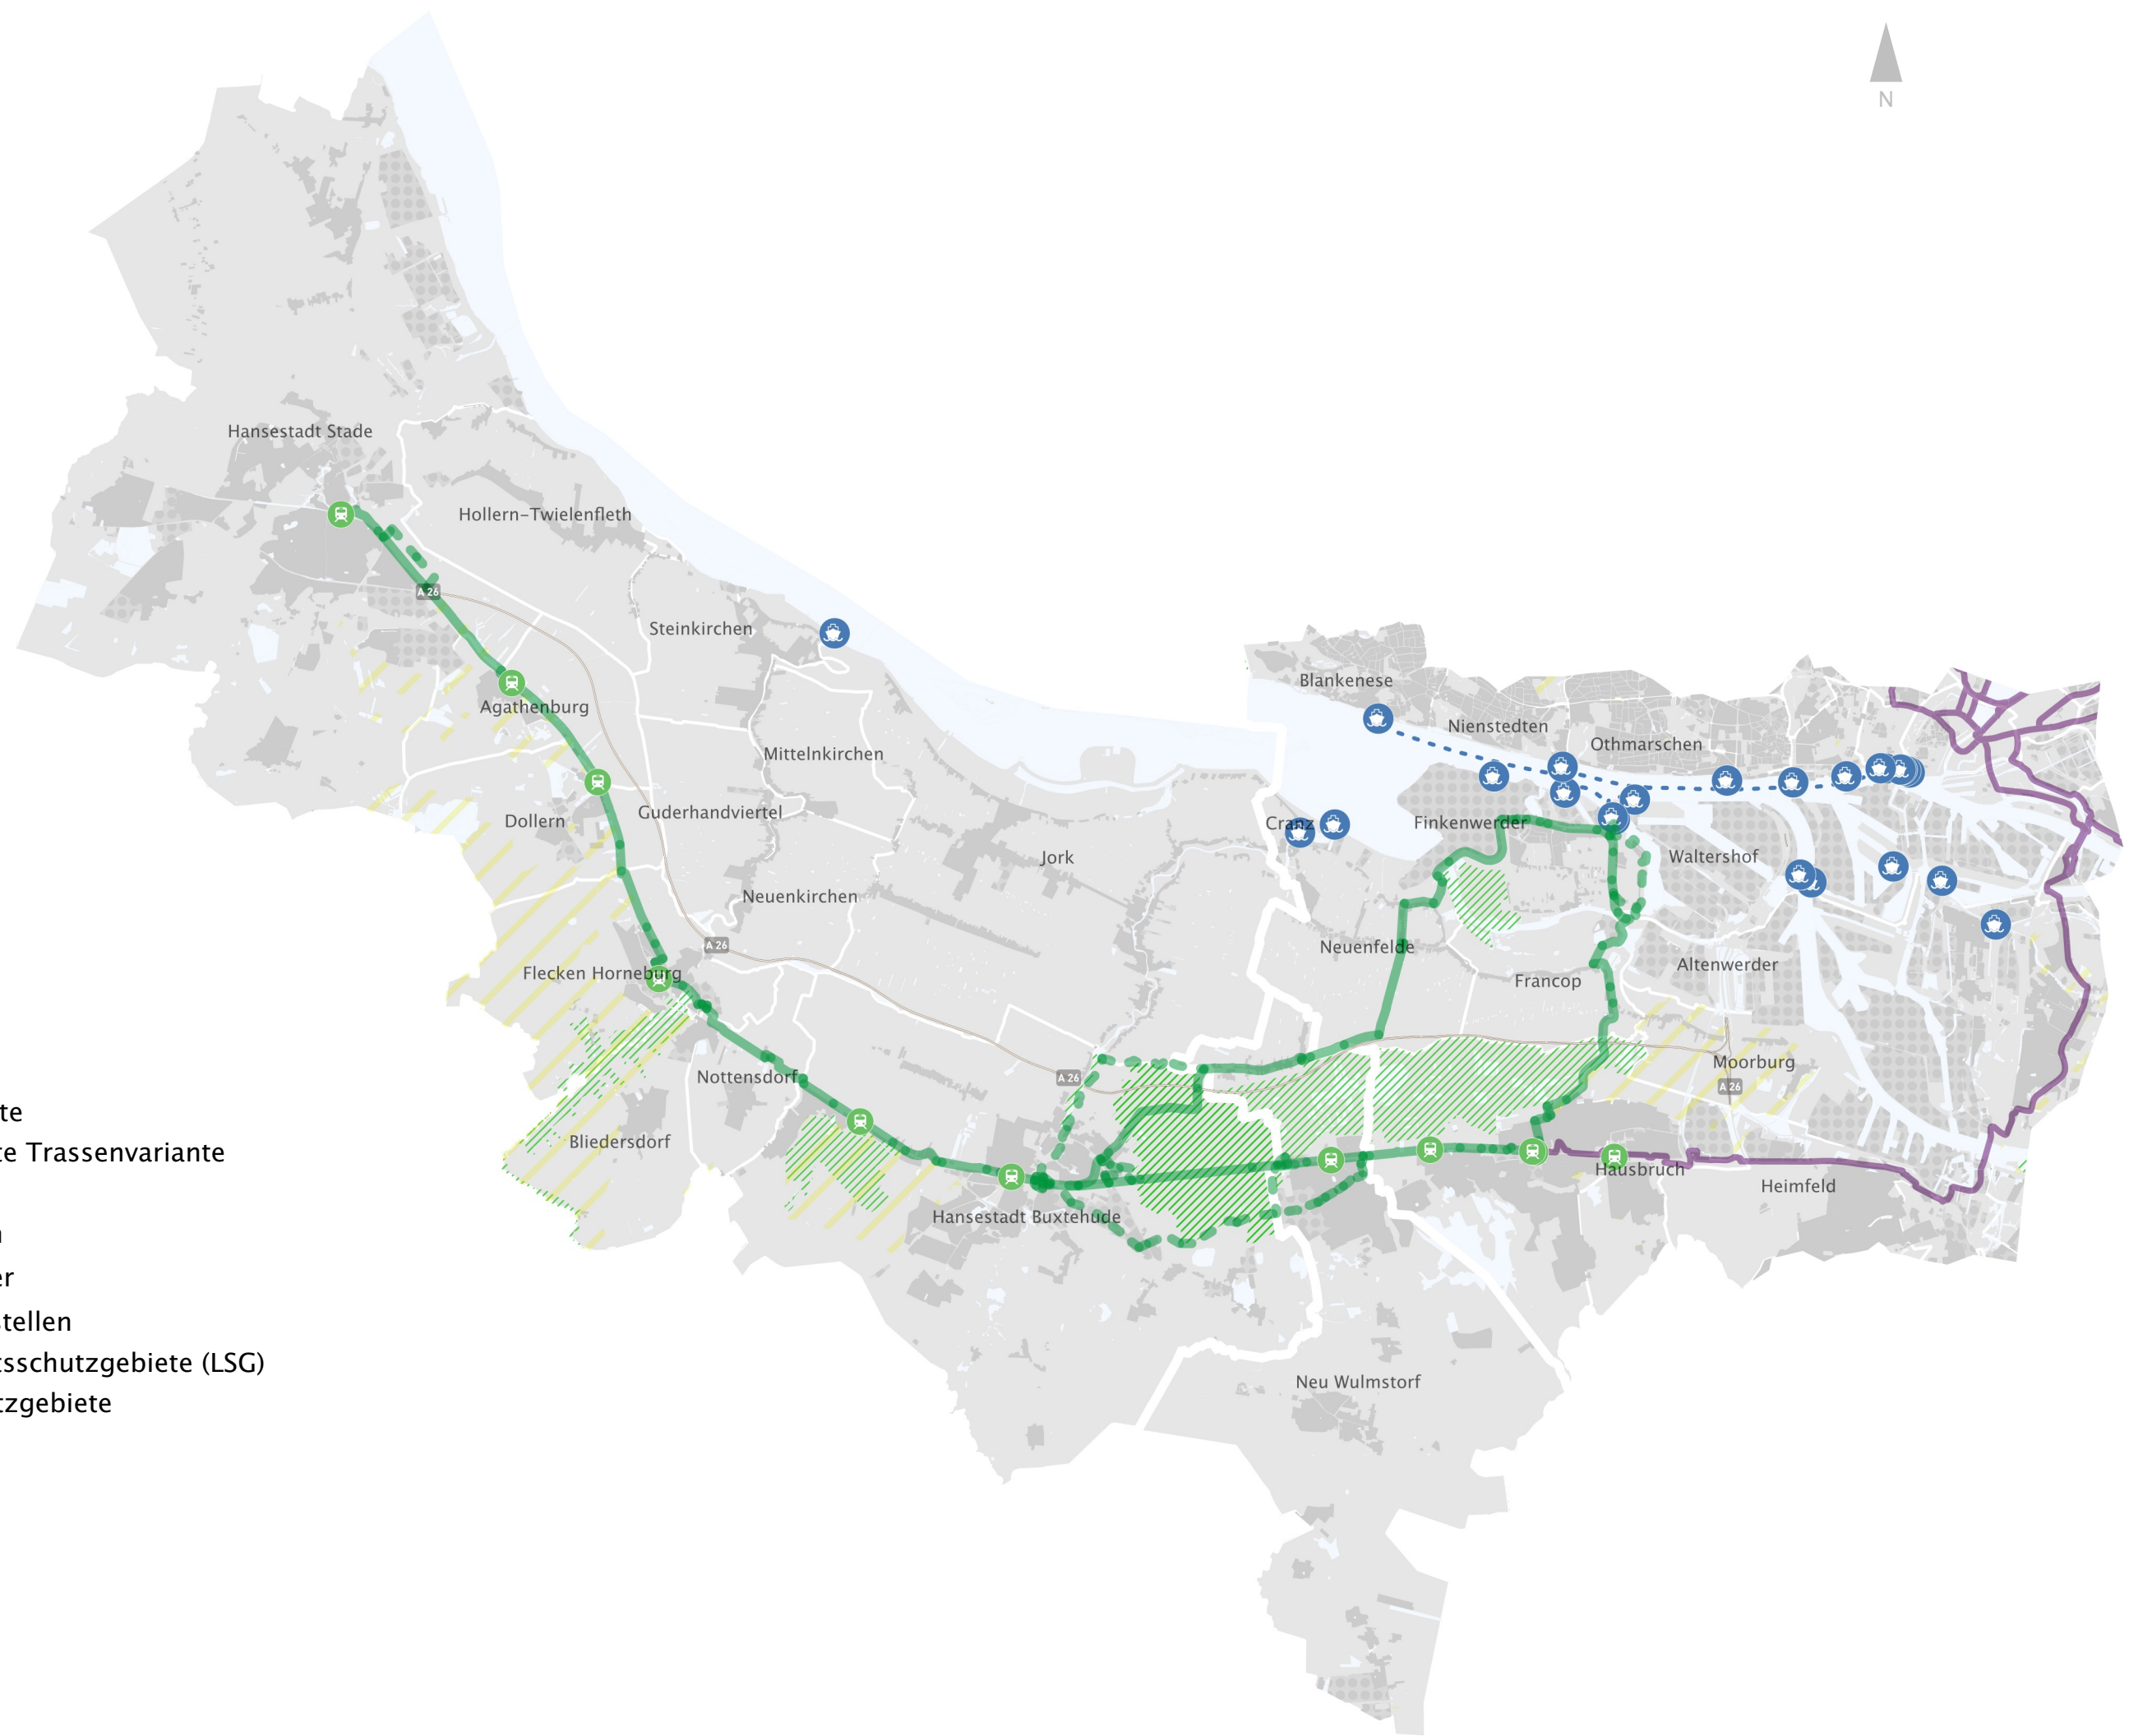 N
Hansestadt Stade
Hollern-Twielenfleth
A 26
Steinkirchen
Blankenese
Agathenburg
Nienstedten
Othmarschen
Mittelnkirchen
Guderhandviertel
Dollern
Cranz
Finkenwerder
Jork
Waltershof
Neuenkirchen
A 26
Neuenfelde
Flecken Horneburg
Altenwerder
Francop
Moorburg
Nottensdorf
A 26
A 26
te
te Trassenvariante
Bliedersdorf
Hausbruch
Heimfeld
Hansestadt Buxtehude
n
er
stellen
tsschutzgebiete (LSG)
Neu Wulmstorf
tzgebiete